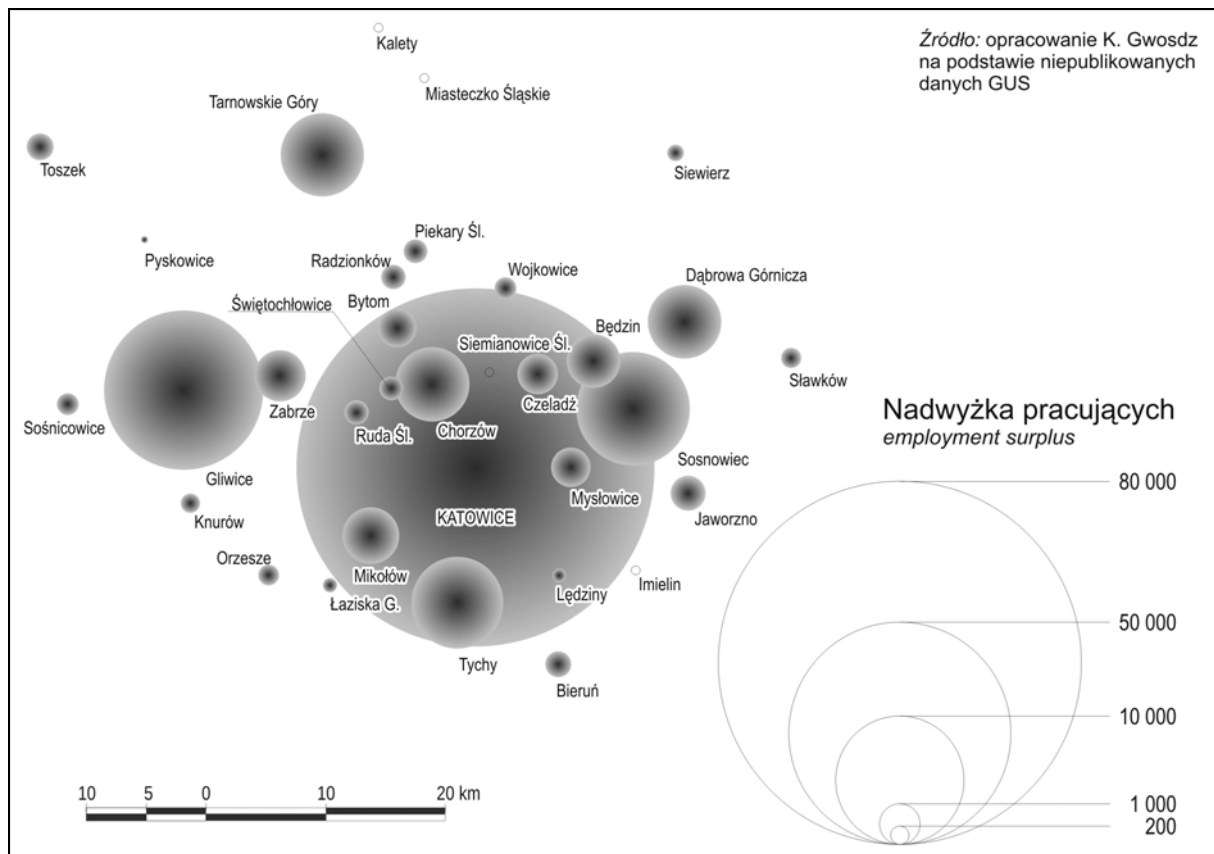 Kalety
Źródło: opracowanie K. Gwosdz
na podstawie niepublikowanych
danych GUS
Miasteczko Śląskie
Tarnowskie Góry
Toszek
Siewierz
Piekary Śl.
Pyskowice
Radzionków
Wojkowice
Dąbrowa Górnicza
Świętochłowice
Bytom
Będzin
Siemianowice Śl.
Sławków
Zabrze
Czeladź
Sośnicowice
Ruda Śl.
Chorzów
Nadwyżka pracujących
employment surplus
Sosnowiec
Gliwice
80 000
Mysłowice
KATOWICE
Knurów
Jaworzno
Orzesze
Mikołów
Lędziny
Imielin
Łaziska G.
50 000
Tychy
Bieruń
10 000
10 5 0 10 20 km
1 000
200